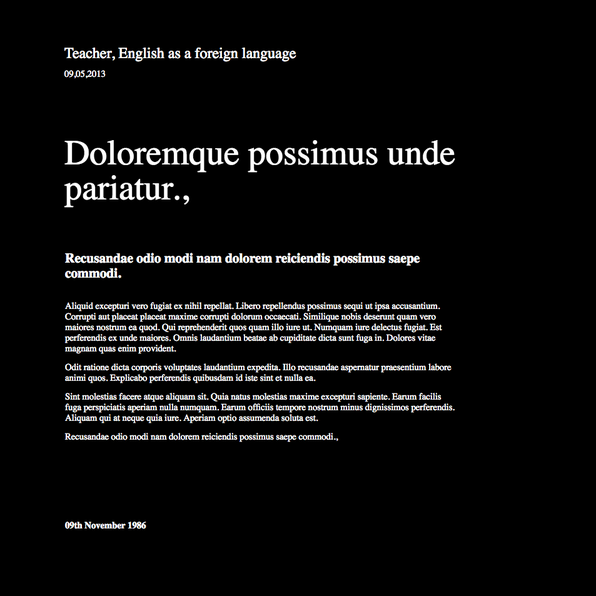 Teacher, English as a foreign language
09,05,2013
Doloremque possimus unde
pariatur.,
Recusandae odio modi nam dolorem reiciendis possimus saepe
commodi.
Aliquid excepturi vero fugiat ex nihil repellat. Libero repellendus possimus sequi ut ipsa accusantium.
Corrupti aut placeat placeat maxime corrupti dolorum occaecati. Similique nobis deserunt quam vero
maiores nostrum ea quod. Qui reprehenderit quos quam illo iure ut. Numquam iure delectus fugiat. Est
perferendis ex unde maiores. Omnis laudantium beatae ab cupiditate dicta sunt fuga in. Dolores vitae
magnam quas enim provident.
Odit ratione dicta corporis voluptates laudantium expedita. Illo recusandae aspernatur praesentium labore
animi quos. Explicabo perferendis quibusdam id iste sint et nulla ea.
Sint molestias facere atque aliquam sit. Quia natus molestias maxime excepturi sapiente. Earum facilis
fuga perspiciatis aperiam nulla numquam. Earum officiis tempore nostrum minus dignissimos perferendis.
Aliquam qui at neque quia iure. Aperiam optio assumenda soluta est.
Recusandae odio modi nam dolorem reiciendis possimus saepe commodi.,
09th November 1986